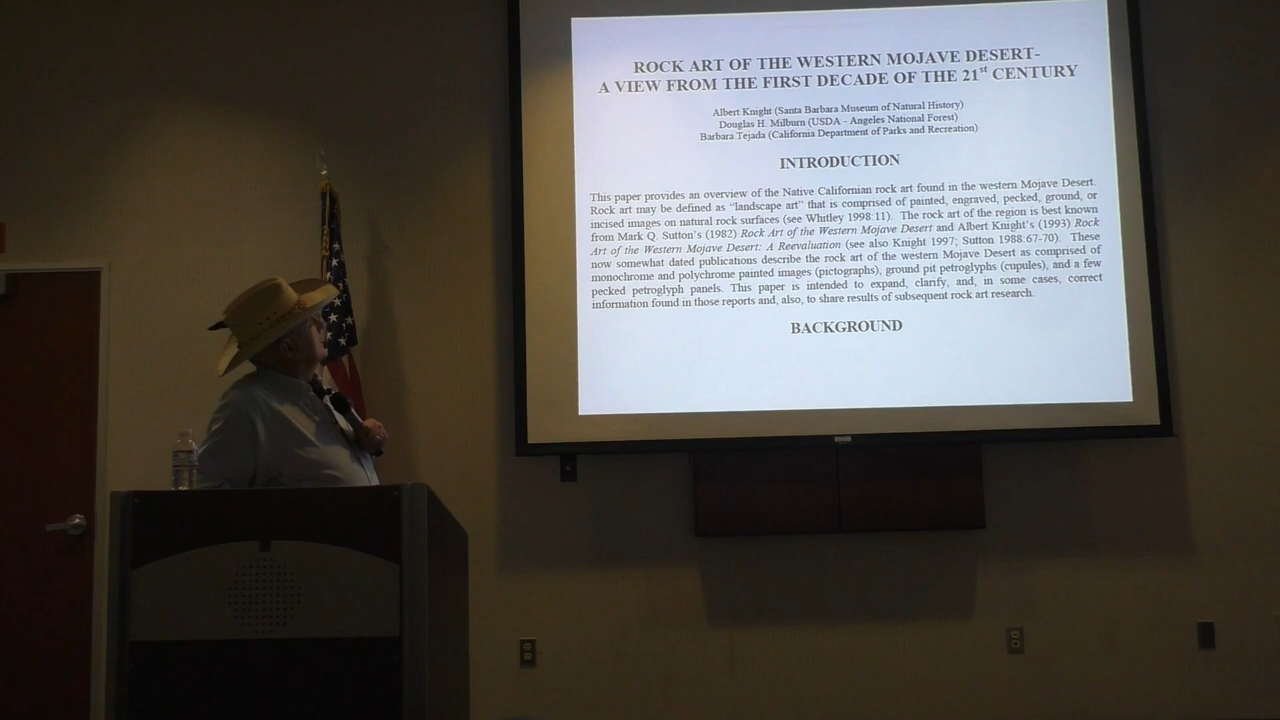 ROCK ART OF THE WESTERN MOJAVE DESERT-
A VIEW FROM THE FIRST DECADE OF THE 21st CENTURY
Albert Knight (Santa Barbara Museum of Natural History)
Douglas H. Milburn (USDA - Angeles National Forest)
Barbara Tejada (California Department of Parks and Recreation)
INTRODUCTION
This paper provides an overview of the Native Californian rock art found in the western Mojave Desert.
Rock art may be defined as “landscape art” that is comprised of painted, engraved, pecked, ground, or
incised images on natural rock surfaces (see Whitley 1998:11). The rock art of the region is best known
from Mark Q. Sutton’s (1982) Rock Art of the Western Mojave Desert and Albert Knight’s (1993) Rock
Art of the Western Mojave Desert: A Reevaluation (see also Knight 1997; Sutton 1988:67-70). These
now somewhat dated publications describe the rock art of the western Mojave Desert as comprised of
monochrome and polychrome painted images (pictographs), ground pit petroglyphs (cupules), and a few
pecked petroglyph panels. This paper is intended to expand, clarify, and, in some cases, correct
information found in those reports and, also, to share results of subsequent rock art research.
BACKGROUND